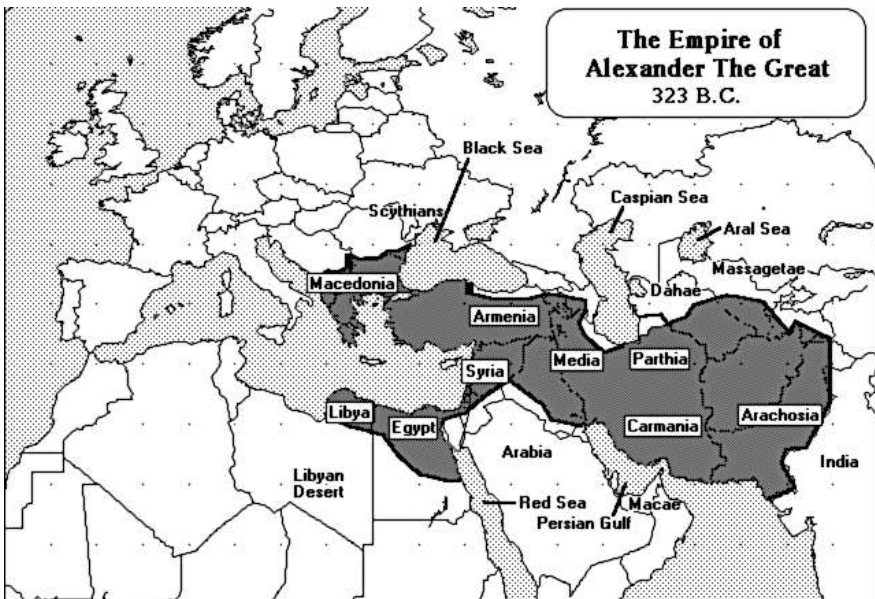 The Empire of
Alexander The Great
323 B.C.
Black Sea
Scythians
Caspian Sea
Aral Sea
Massagetae
Dahae
Macedonia
Armenia
Media
Parthia
Syria
Libya
Egypt
Carmania
Arachosia
Arabia
India
Libyan
Desert
Red Sea
Persian Gulf
Macae